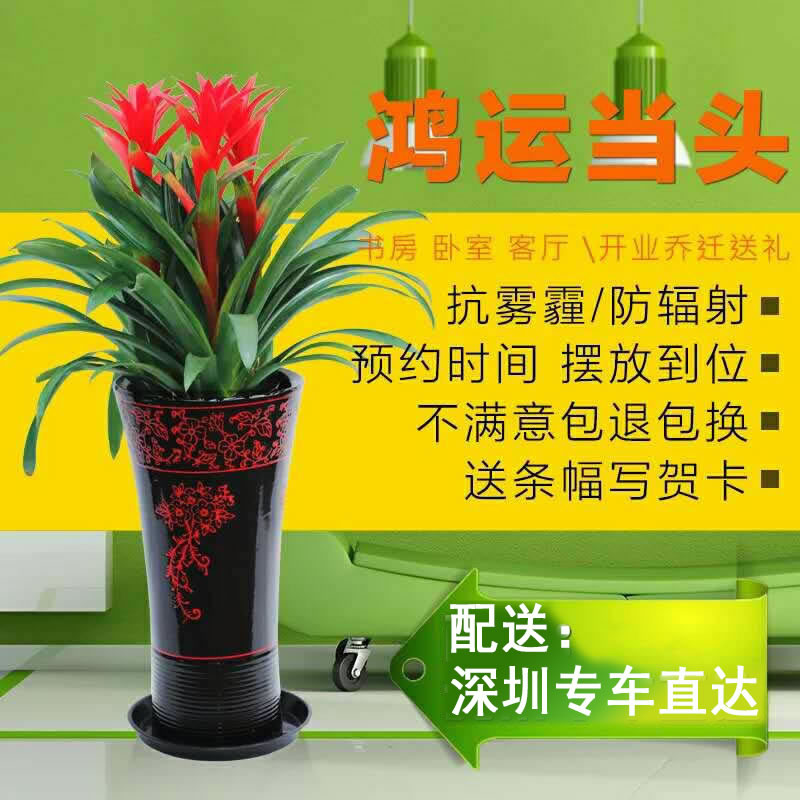 鸿运当头
书房 卧室 客厅 \开业乔迁送礼
抗雾霾/防辐射
预约时间 摆放到位
不满意包退包换
送条幅写贺卡
配送：
深圳专车直达